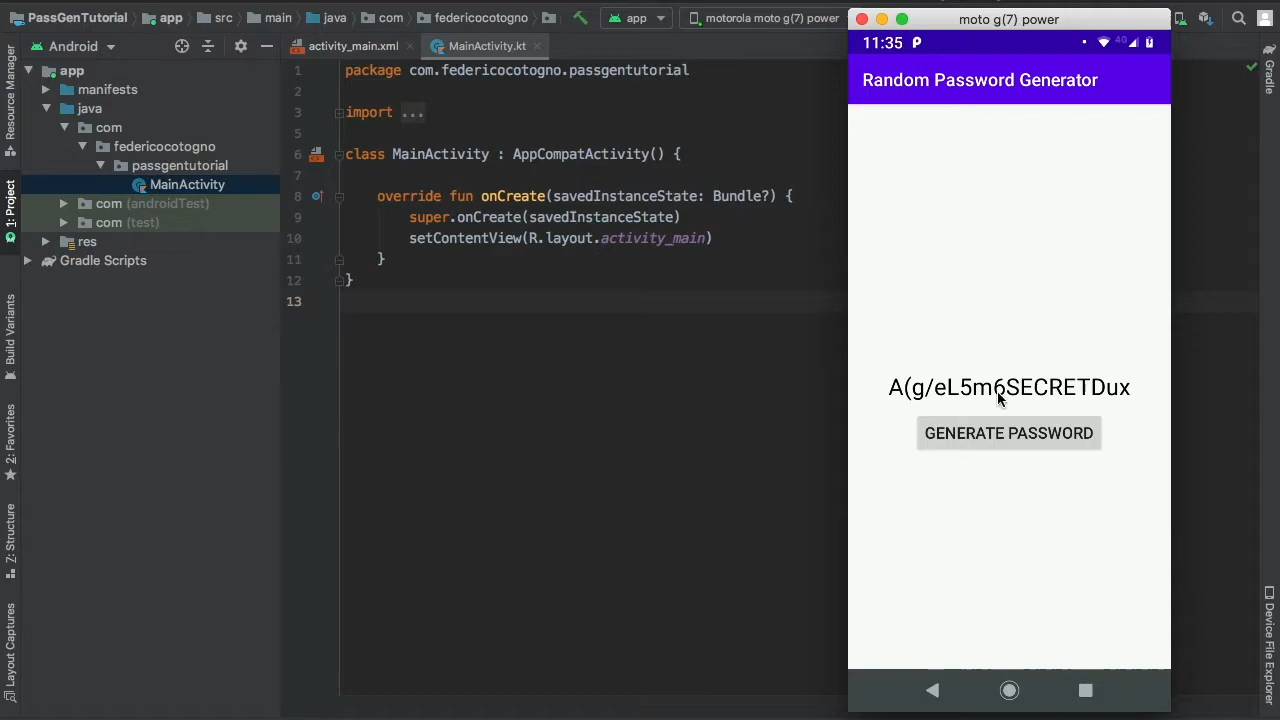 PassGenTutorial
app
src
main
java
com
federicocotogno
app
motorola moto g(7) power
Android
activity_main.xml
MainActivity.kt
Resource Manager
1: Project
Build Variants
2: Favorites
Z: Structure
Layout Captures
app
manifests
java
com
federicocotogno
passgentutorial
MainActivity
com (androidTest)
com (test)
res
Gradle Scripts
1 package com.federicocotogno.passgentutorial
2
3 import ...
5
6 class MainActivity : AppCompatActivity() {
7
8 override fun onCreate(savedInstanceState: Bundle?) {
9 super.onCreate(savedInstanceState)
10 setContentView(R.layout.activity_main)
11 }
12 }
13
moto g(7) power
11:35
4G
Random Password Generator
A(g/eL5m6SECRETDux
GENERATE PASSWORD
Gradle
Device File Explorer